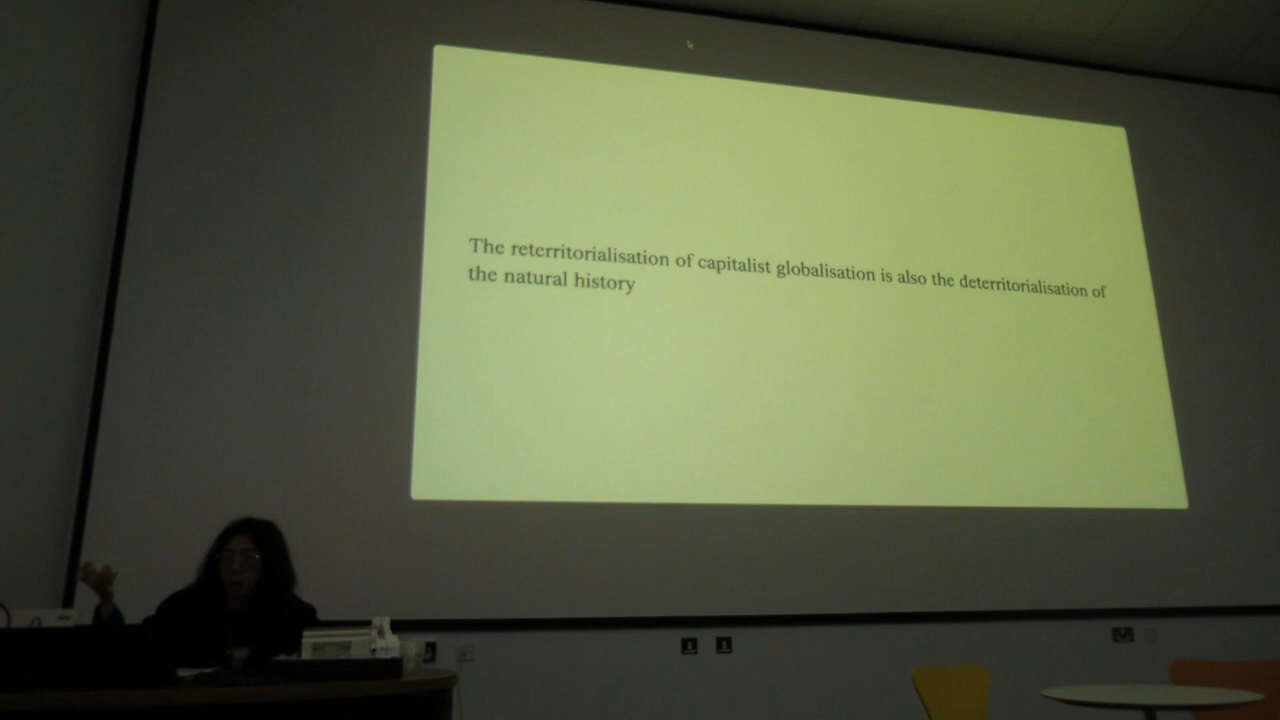 The reterritorialisation of capitalist globalisation is also the deterritorialisation of
the natural history